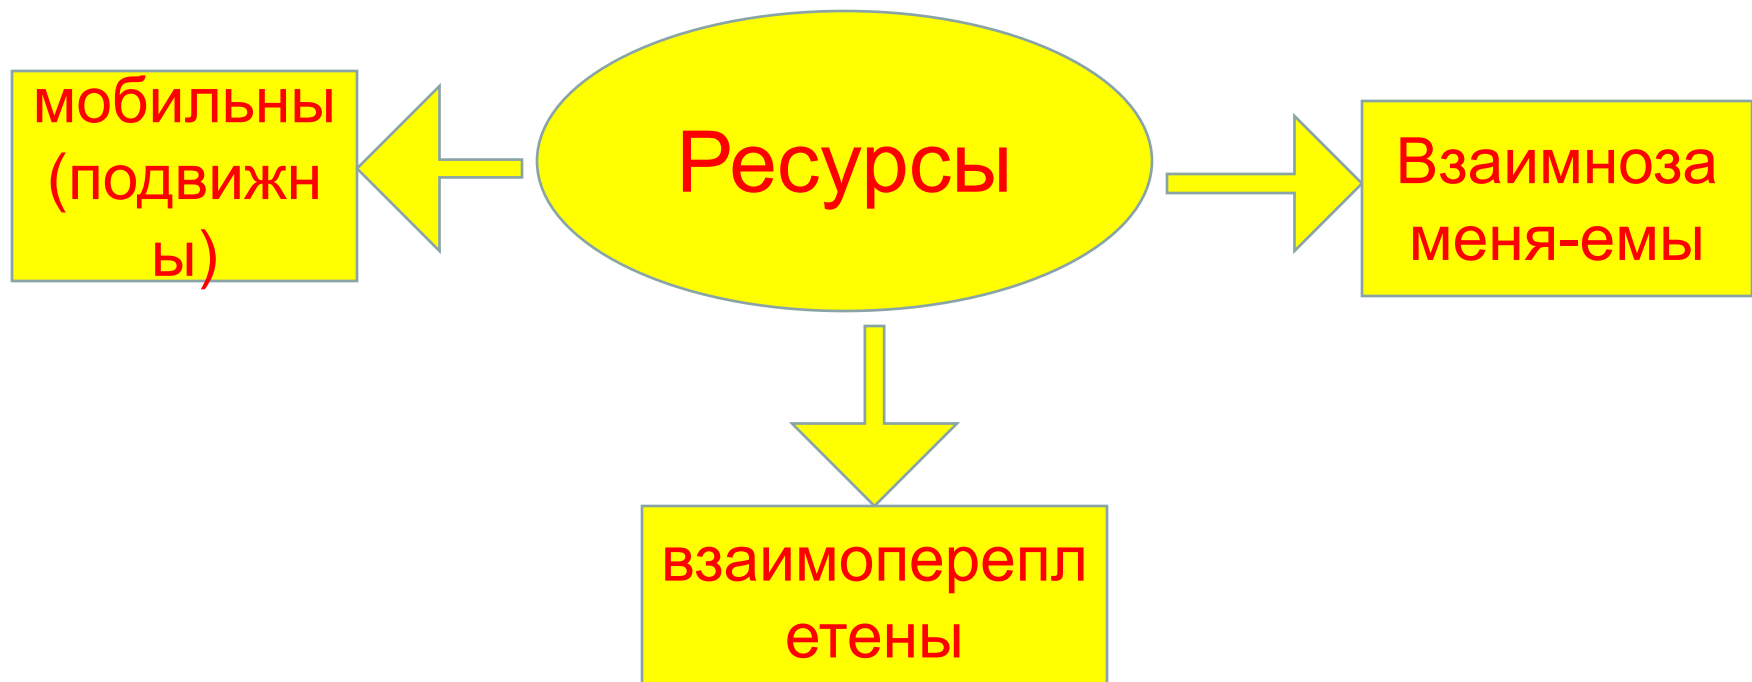 мобильны
(подвижн
ы)
Ресурсы
Взаимноза
меня-емы
взаимоперепл
етены